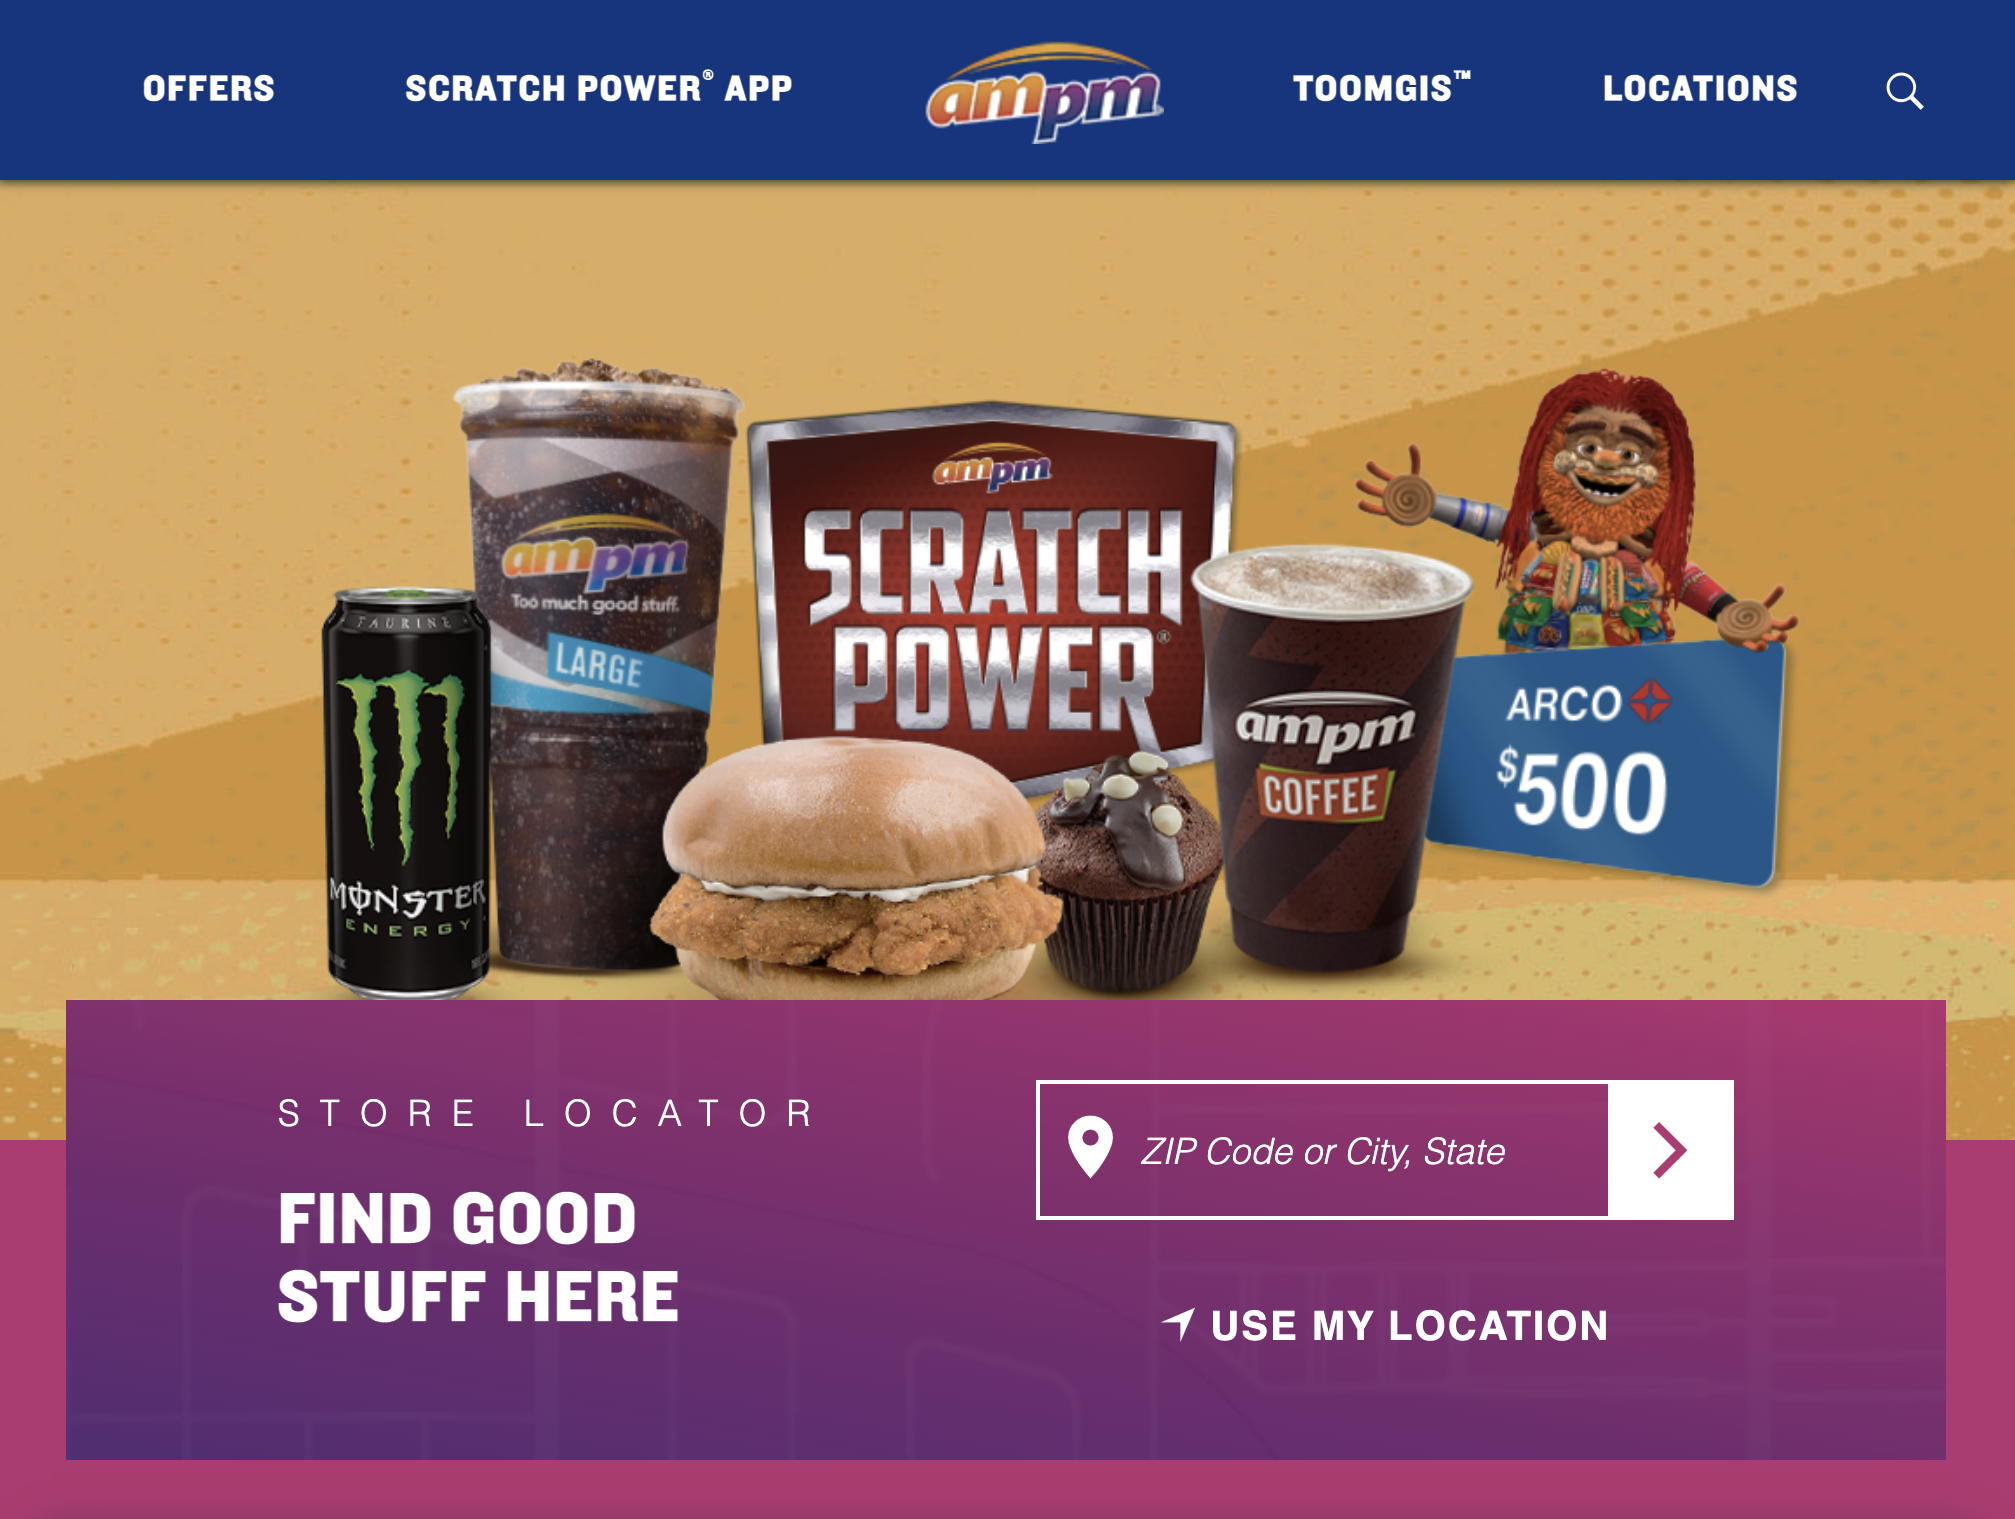 OFFERS
SCRATCH POWER® APP
ampm
TOOMGIS™
LOCATIONS
ampm
Too much good stuff.
LARGE
TAURINE
MONSTER
ENERGY
ampm
SCRATCH
POWER®
ampm
COFFEE
ARCO
$500
STORE LOCATOR
FIND GOOD
STUFF HERE
ZIP Code or City, State
USE MY LOCATION